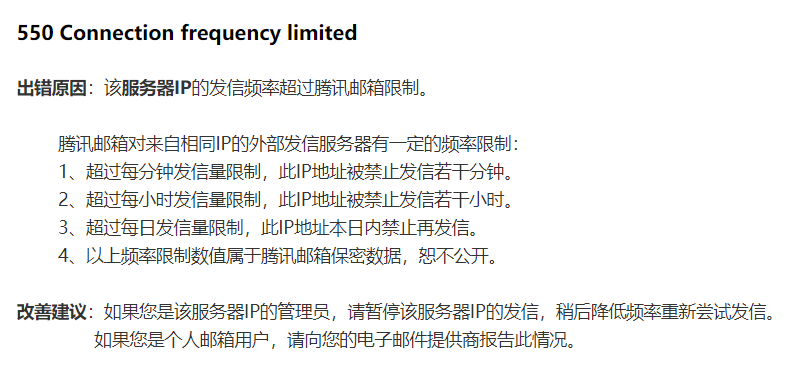 550 Connection frequency limited
出错原因：该服务器IP的发信频率超过腾讯邮箱限制。
腾讯邮箱对来自相同IP的外部发信服务器有一定的频率限制：
1、超过每分钟发信量限制，此IP地址被禁止发信若干分钟。
2、超过每小时发信量限制，此IP地址被禁止发信若干小时。
3、超过每日发信量限制，此IP地址本日内禁止再发信。
4、以上频率限制数值属于腾讯邮箱保密数据，恕不公开。
改善建议：如果您是该服务器IP的管理员，请暂停该服务器IP的发信，稍后降低频率重新尝试发信。
如果您是个人邮箱用户，请向您的电子邮件提供商报告此情况。